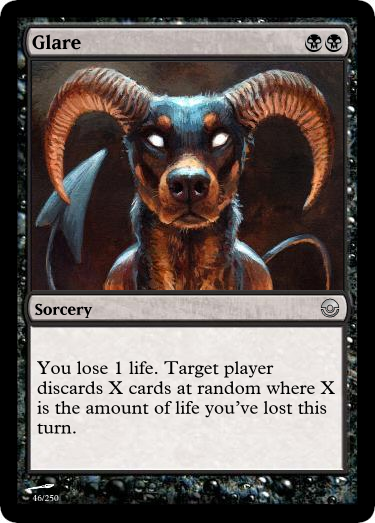 Glare
Sorcery
You lose 1 life. Target player
discards X cards at random where X
is the amount of life you've lost this
turn.
46/250